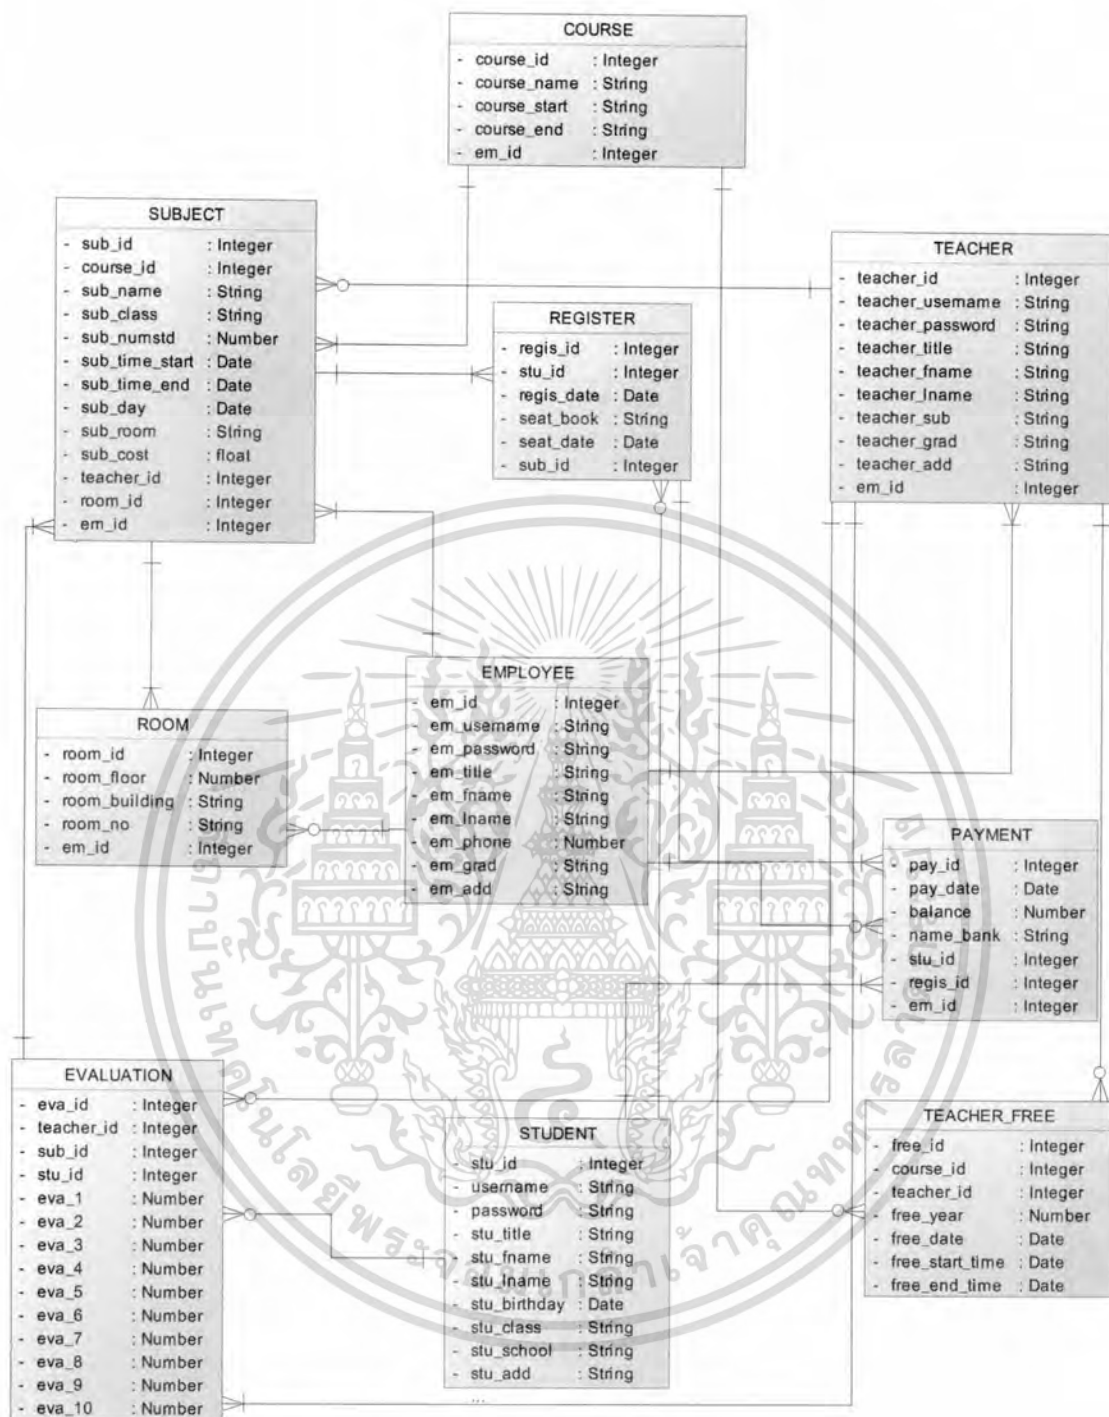 COURSE
- course_id : Integer
- course_name : String
- course_start : String
- course_end : String
- em_id : Integer
SUBJECT
- sub_id : Integer
- course_id : Integer
- sub_name : String
- sub_class : String
- sub_numstd : Number
- sub_time_start : Date
- sub_time_end : Date
- sub_day : Date
- sub_room : String
- sub_cost : float
- teacher_id : Integer
- room_id : Integer
- em_id : Integer
REGISTER
- regis_id : Integer
- stu_id : Integer
- regis_date : Date
- seat_book : String
- seat_date : Date
- sub_id : Integer
TEACHER
- teacher_id : Integer
- teacher_username : String
- teacher_password : String
- teacher_title : String
- teacher_fname : String
- teacher_lname : String
- teacher_sub : String
- teacher_grad : String
- teacher_add : String
- em_id : Integer
EMPLOYEE
- em_id : Integer
- em_username : String
- em_password : String
- em_title : String
- em_fname : String
- em_lname : String
- em_phone : Number
- em_grad : String
- em_add : String
ROOM
- room_id : Integer
- room_floor : Number
- room_building : String
- room_no : String
- em_id : Integer
PAYMENT
- pay_id : Integer
- pay_date : Date
- balance : Number
- name_bank : String
- stu_id : Integer
- regis_id : Integer
- em_id : Integer
EVALUATION
- eva_id : Integer
- teacher_id : Integer
- sub_id : Integer
- stu_id : Integer
- eva_1 : Number
- eva_2 : Number
- eva_3 : Number
- eva_4 : Number
- eva_5 : Number
- eva_6 : Number
- eva_7 : Number
- eva_8 : Number
- eva_9 : Number
- eva_10 : Number
STUDENT
- stu_id : Integer
- username : String
- password : String
- stu_title : String
- stu_fname : String
- stu_lname : String
- stu_birthday : Date
- stu_class : String
- stu_school : String
- stu_add : String
...
TEACHER_FREE
- free_id : Integer
- course_id : Integer
- teacher_id : Integer
- free_year : Number
- free_date : Date
- free_start_time : Date
- free_end_time : Date